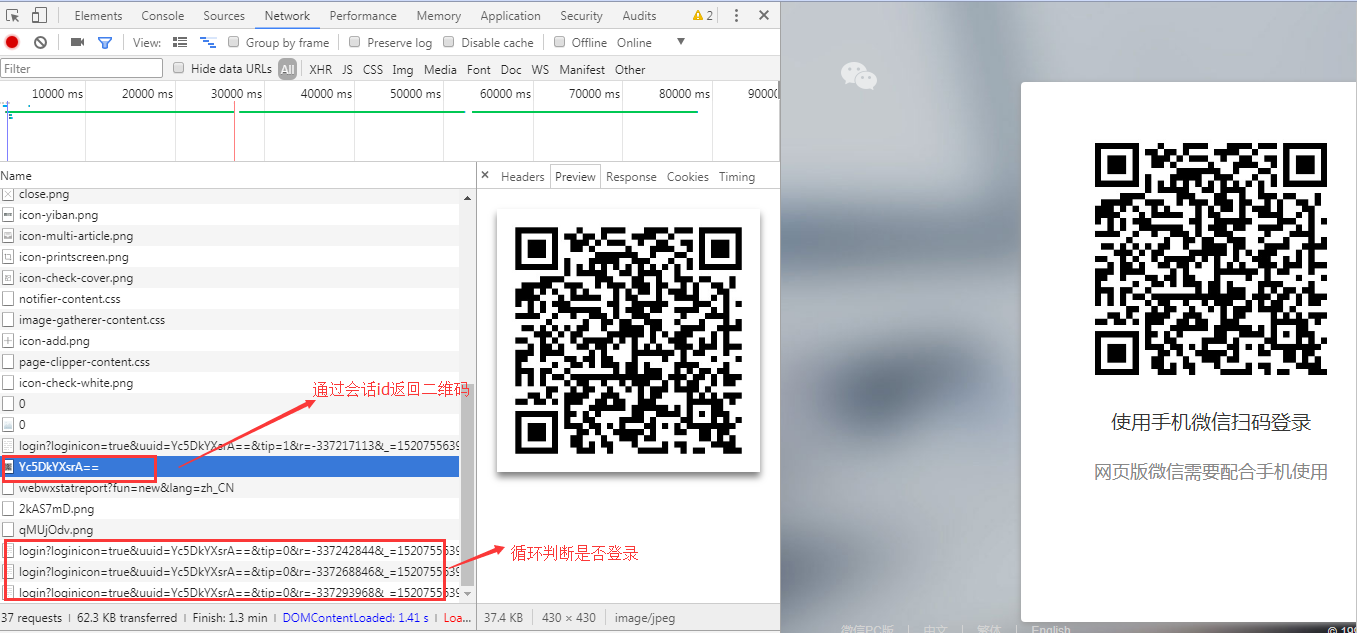 Elements Console Sources Network Performance Memory Application Security Audits 2
View: Group by frame Preserve log Disable cache Offline Online
Filter Hide data URLs All XHR JS CSS Img Media Font Doc WS Manifest Other
10000 ms 20000 ms 30000 ms 40000 ms 50000 ms 60000 ms 70000 ms 80000 ms 90000
Name
Headers Preview Response Cookies Timing
close.png
icon-yiban.png
icon-multi-article.png
icon-printscreen.png
icon-check-cover.png
notifier-content.css
image-gatherer-content.css
icon-add.png
page-clipper-content.css
icon-check-white.png
通过会话id返回二维码
0
0
login?loginicon=true&uuid=Yc5DkYXsrA==&tip=1&r=-337217113&_=1520755639
Yc5DkYXsrA==
webwxstatreport?fun=new&lang=zh_CN
2kAS7mD.png
qMUjOdv.png
login?loginicon=true&uuid=Yc5DkYXsrA==&tip=0&r=-337242844&_=1520755639
循环判断是否登录
login?loginicon=true&uuid=Yc5DkYXsrA==&tip=0&r=-337268846&_=1520755639
login?loginicon=true&uuid=Yc5DkYXsrA==&tip=0&r=-337293968&_=1520755639
37 requests | 62.3 KB transferred | Finish: 1.3 min | DOMContentLoaded: 1.41 s | Loa...
37.4 KB 430 × 430 image/jpeg
使用手机微信扫码登录
网页版微信需要配合手机使用
微信PC版 | 中文 | 繁体 | English
© 199